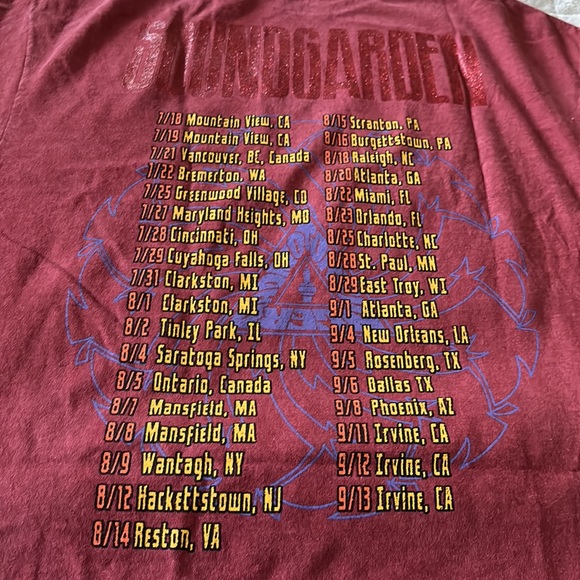 SOUNDGARDEN
7/18 Mountain View, CA
7/19 Mountain View, CA
7/21 Vancouver, BC, Canada
7/22 Bremerton, WA
7/25 Greenwood Village, CO
7/27 Maryland Heights, MO
7/28 Cincinnati, OH
7/29 Cuyahoga Falls, OH
7/31 Clarkston, MI
8/1 Clarkston, MI
8/2 Tinley Park, IL
8/4 Saratoga Springs, NY
8/5 Ontario, Canada
8/7 Mansfield, MA
8/8 Mansfield, MA
8/9 Wantagh, NY
8/12 Hackettstown, NJ
8/14 Reston, VA
8/15 Scranton, PA
8/16 Burgettstown, PA
8/18 Raleigh, NC
8/20 Atlanta, GA
8/22 Miami, FL
8/23 Orlando, FL
8/25 Charlotte, NC
8/28 St. Paul, MN
8/29 East Troy, WI
9/1 Atlanta, GA
9/4 New Orleans, LA
9/5 Rosenberg, TX
9/6 Dallas TX
9/8 Phoenix, AZ
9/11 Irvine, CA
9/12 Irvine, CA
9/13 Irvine, CA